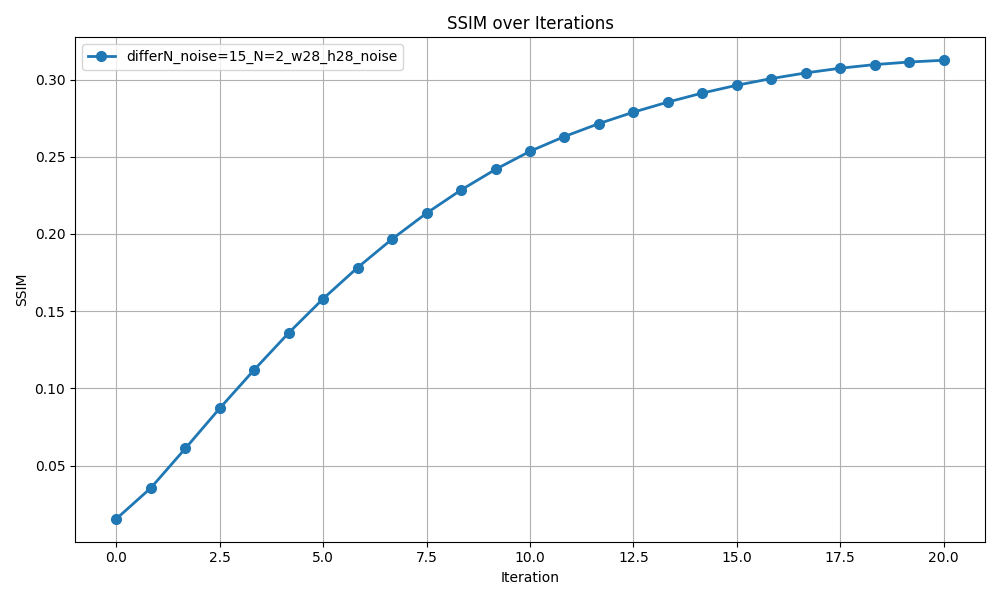 SSIM over Iterations
differN_noise=15_N=2_w28_h28_noise
0.30
0.25
0.20
0.15
0.10
0.05
SSIM
0.0 2.5 5.0 7.5 10.0 12.5 15.0 17.5 20.0
Iteration